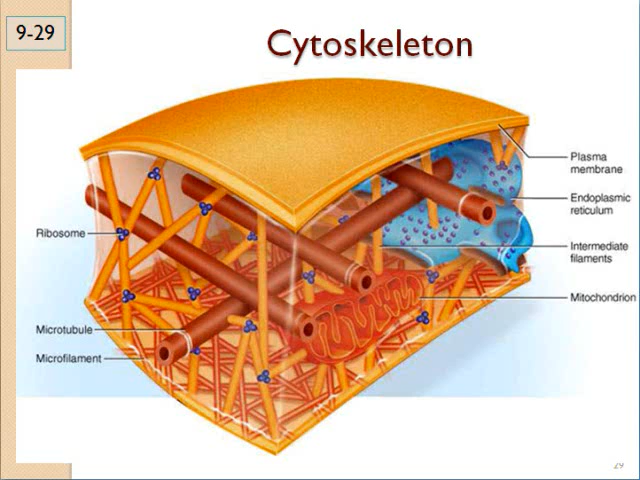 9-29
Cytoskeleton
Plasma
membrane
Endoplasmic
reticulum
Ribosome
Intermediate
filaments
Mitochondrion
Microtubule
Microfilament
29